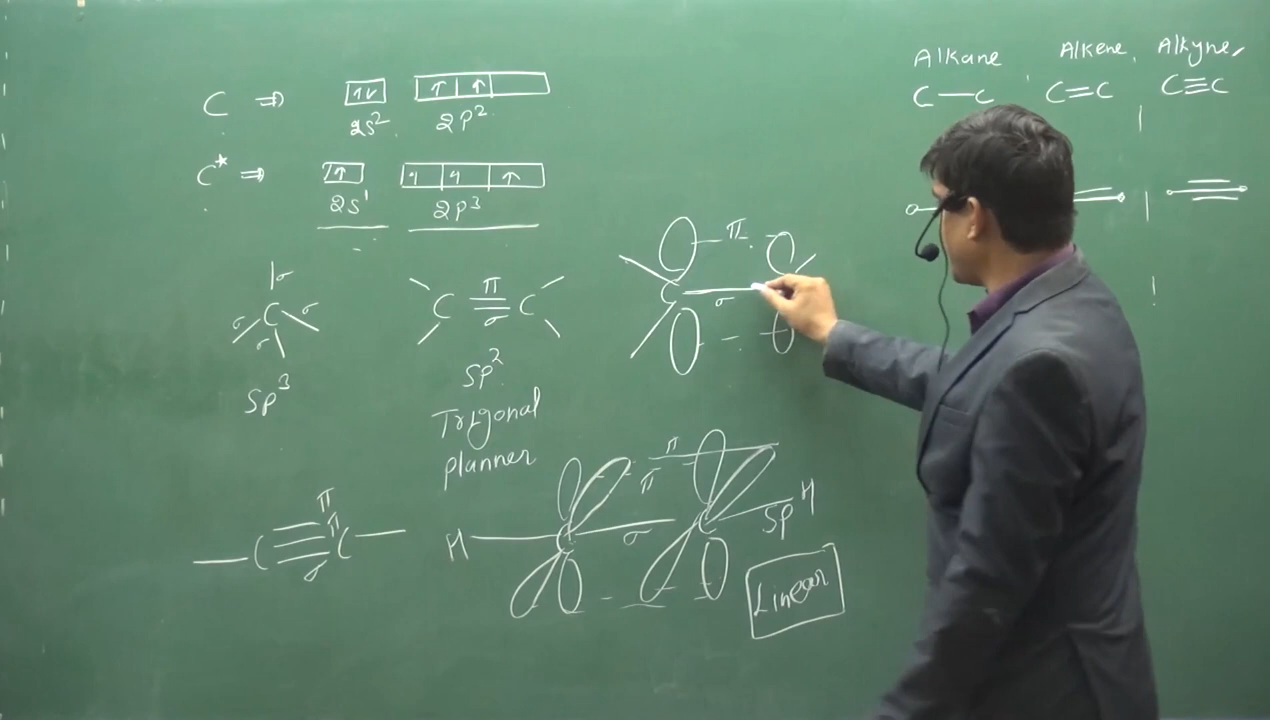 Alkane, Alkene, Alkyne,
C — C C = C C ≡ C
C ⇒ ↑↓ ↑ ↑
2s² 2p²
C* ⇒ ↑ ↑ ↑ ↑
2s¹ 2p³
σ
σ C σ
σ
sp³
π
C = C
σ
sp²
Trigonal
planner
π
C
σ
π
π
— C ≡ C —
σ
π
π
H C σ C H
sp
Linear